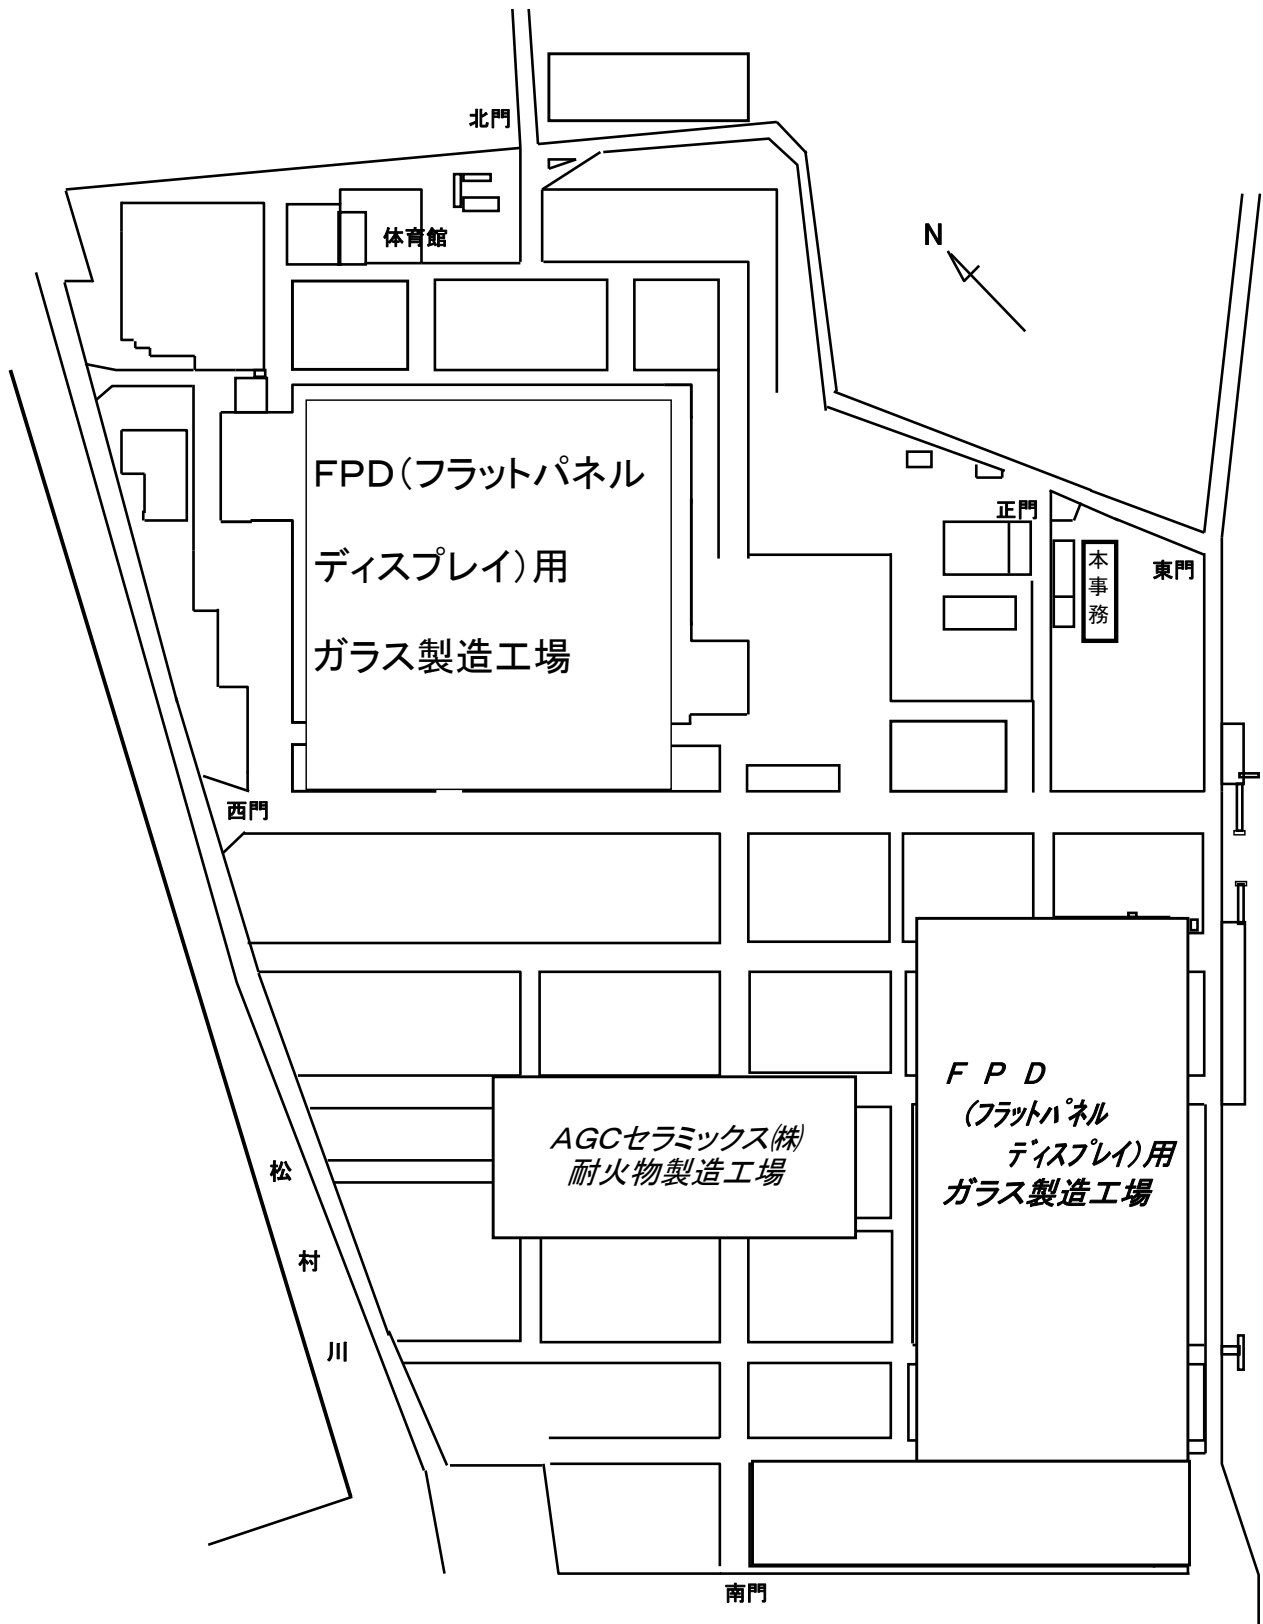 北門
体育館
N
FPD(フラットパネル
ディスプレイ)用
ガラス製造工場
正門
本事務
東門
西門
FPD
(フラットパネル
ディスプレイ)用
ガラス製造工場
AGCセラミックス㈱
耐火物製造工場
松村川
南門